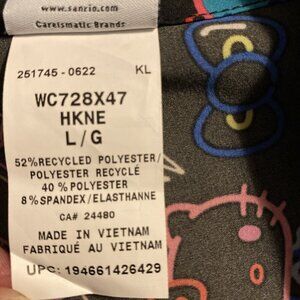 www.sanrio.com
Careismatic Brands
251745 - 0622 KL
WC728X47
HKNE
L/G
52%RECYCLED POLYESTER/
POLYESTER RECYCLÉ
40%POLYESTER
8%SPANDEX/ELASTHANNE
CA# 24480
MADE IN VIETNAM
FABRIQUÉ AU VIETNAM
UPC: 194661426429